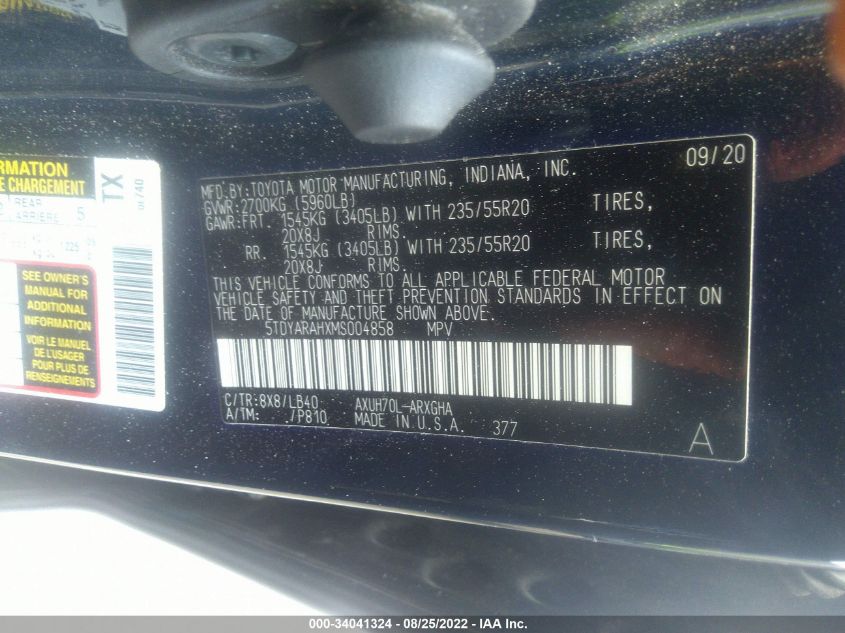 RMATION
E CHARGEMENT
TX
REAR
ARRIERE 5
SEE OWNER'S
MANUAL FOR
ADDITIONAL
INFORMATION
VOIR LE MANUEL
DE L'USAGER
POUR PLUS DE
RENSEIGNEMENTS
MFD.BY:TOYOTA MOTOR MANUFACTURING, INDIANA, INC. 09/20
GVWR:2700KG (5960LB)
GAWR:FRT. 1545KG (3405LB) WITH 235/55R20 TIRES,
20X8J RIMS.
RR. 1545KG (3405LB) WITH 235/55R20 TIRES,
20X8J RIMS.
THIS VEHICLE CONFORMS TO ALL APPLICABLE FEDERAL MOTOR
VEHICLE SAFETY AND THEFT PREVENTION STANDARDS IN EFFECT ON
THE DATE OF MANUFACTURE SHOWN ABOVE.
5TDYARAHXMS004858 MPV
C/TR:8X8/LB40 AXUH70L-ARXGHA
A/TM: /P810 MADE IN U.S.A. 377
A
000-34041324 - 08/25/2022 - IAA Inc.